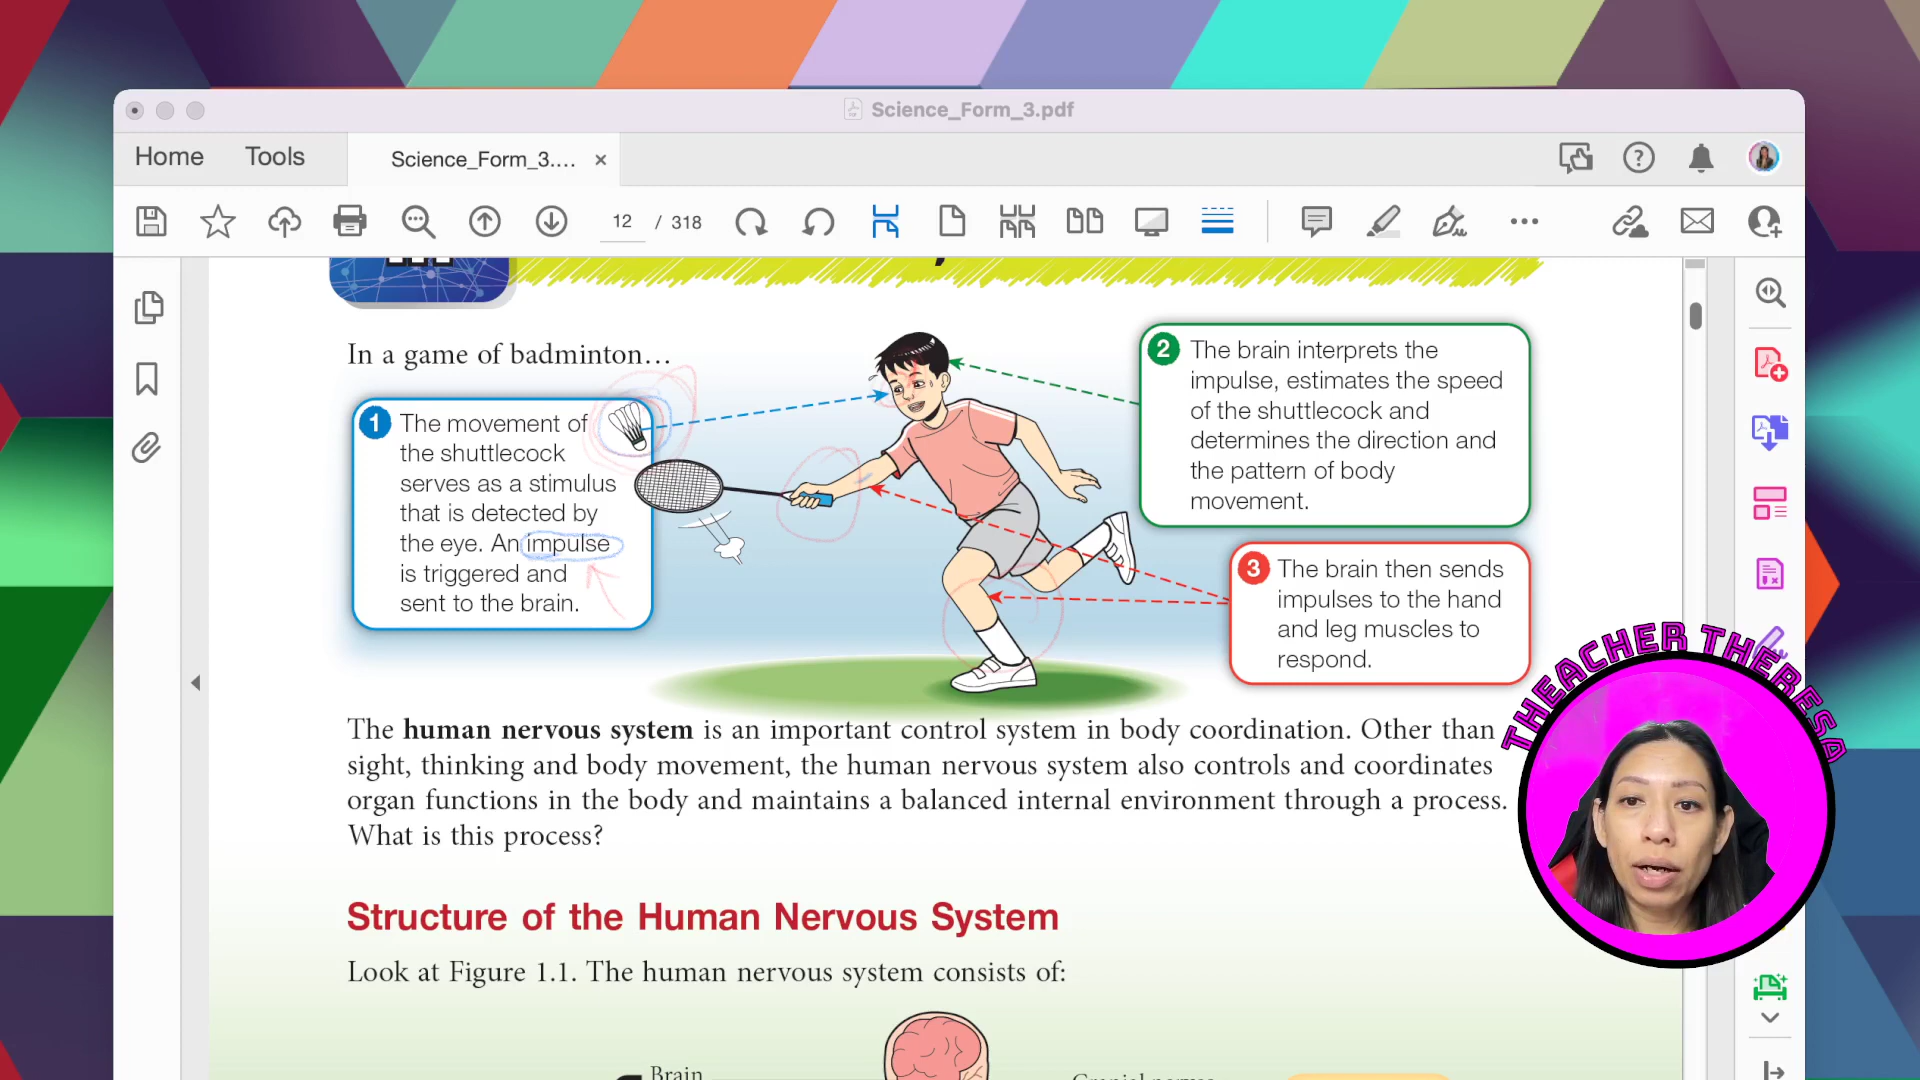 Science_Form_3.pdf
Home
Tools
Science_Form_3....
12 / 318
In a game of badminton…
1
The movement of
the shuttlecock
serves as a stimulus
that is detected by
the eye. An impulse
is triggered and
sent to the brain.
2
The brain interprets the
impulse, estimates the speed
of the shuttlecock and
determines the direction and
the pattern of body
movement.
3
The brain then sends
impulses to the hand
and leg muscles to
respond.
The human nervous system is an important control system in body coordination. Other than
sight, thinking and body movement, the human nervous system also controls and coordinates
organ functions in the body and maintains a balanced internal environment through a process.
What is this process?
Structure of the Human Nervous System
Look at Figure 1.1. The human nervous system consists of:
Brain
THEACHER THERESA